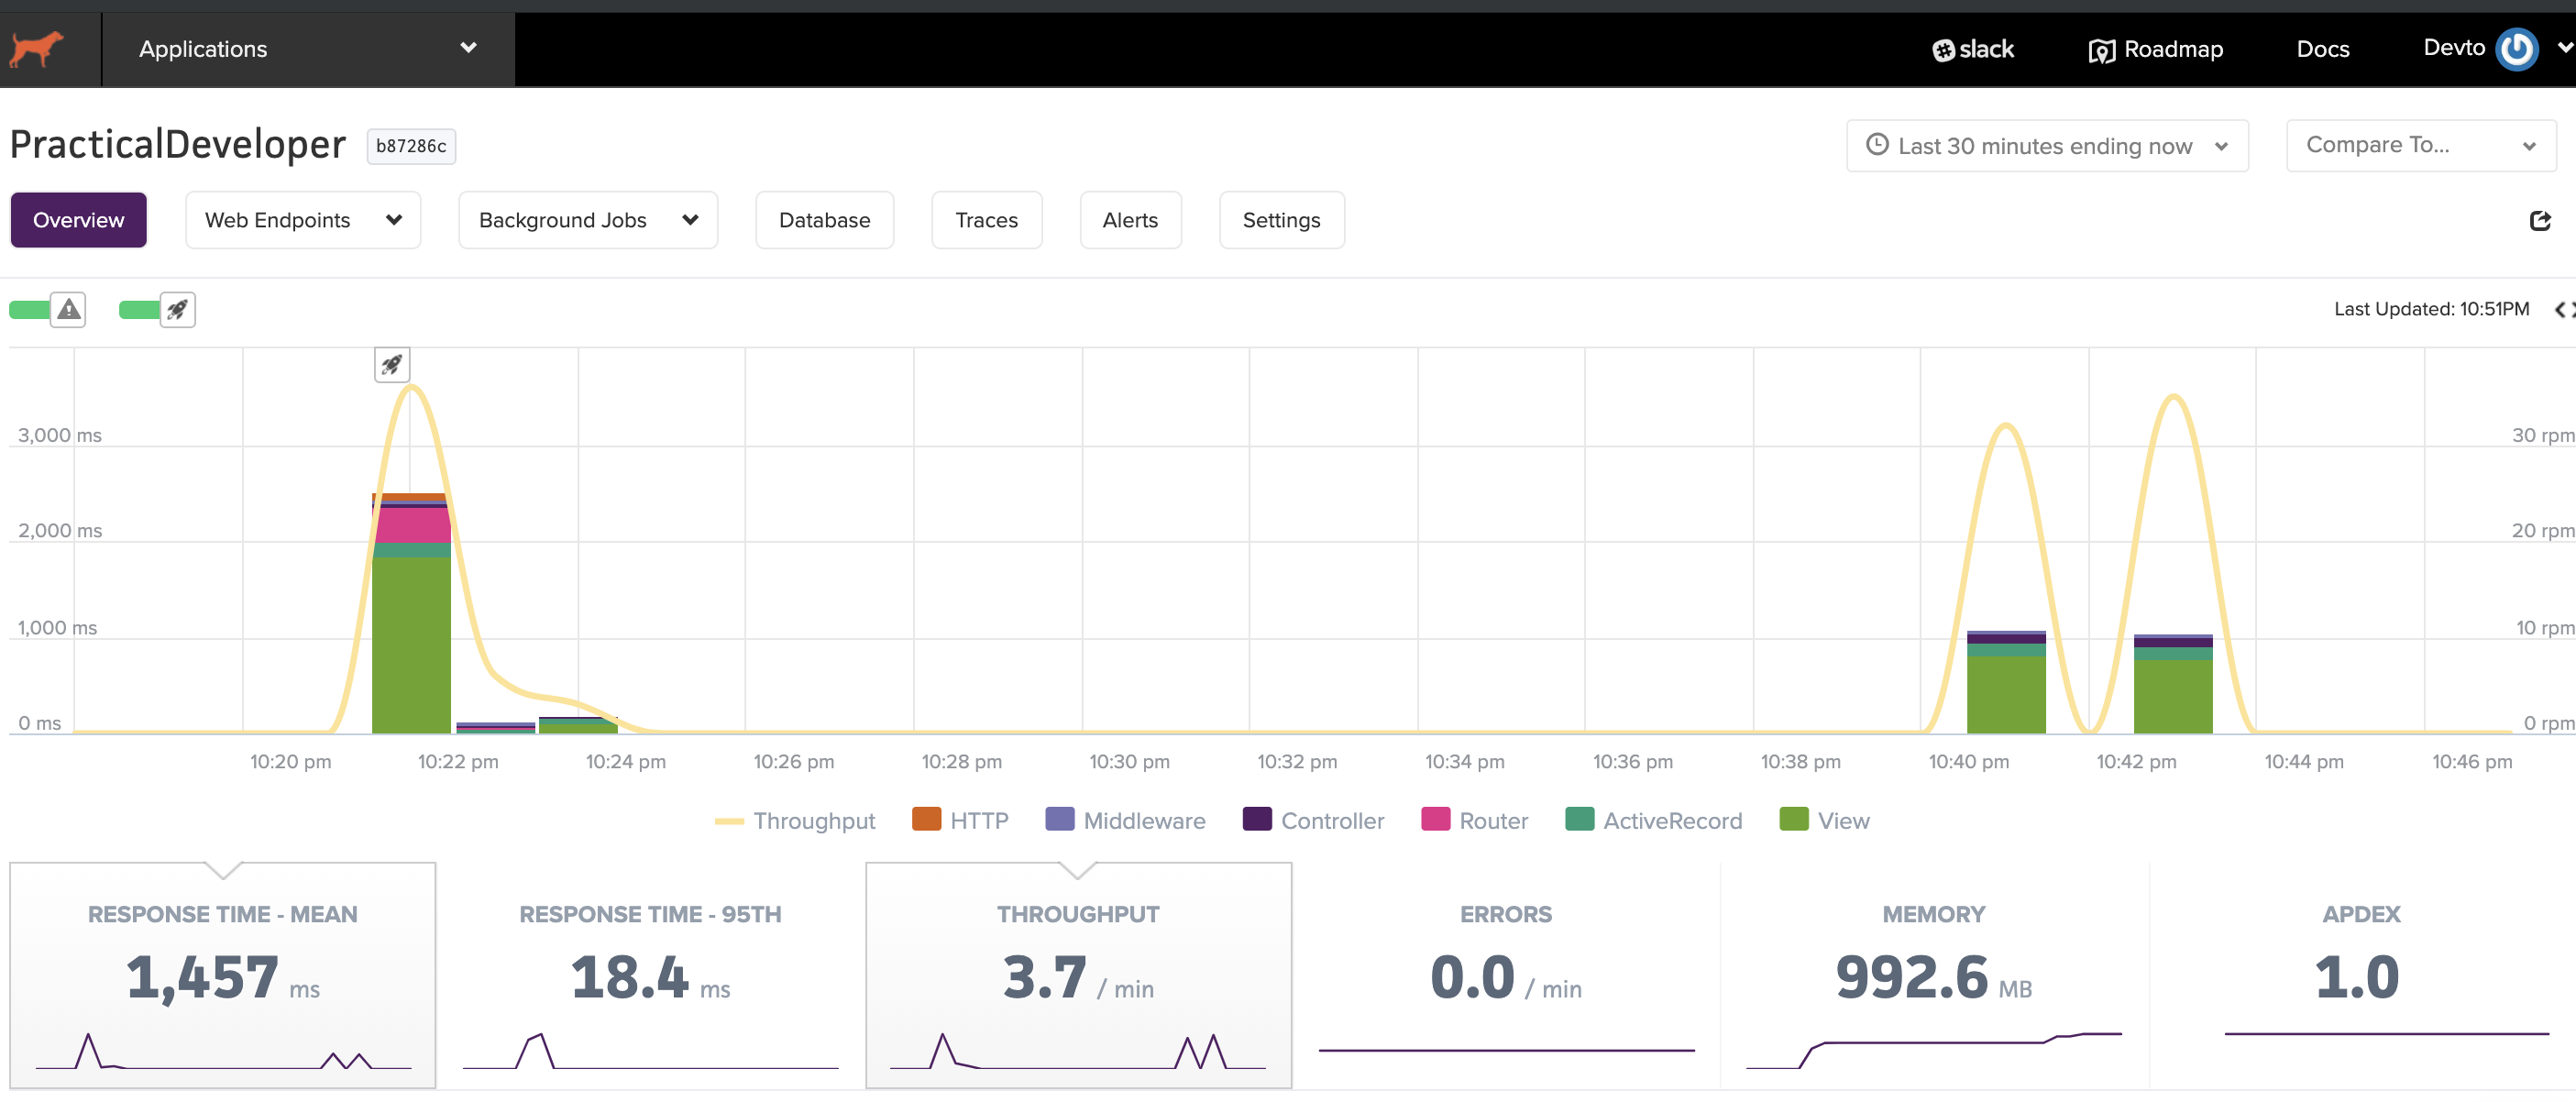 Applications
slack
Roadmap
Docs
Devto
PracticalDeveloper b87286c
Last 30 minutes ending now
Compare To...
Overview
Web Endpoints
Background Jobs
Database
Traces
Alerts
Settings
Last Updated: 10:51PM
3,000 ms
2,000 ms
1,000 ms
0 ms
30 rpm
20 rpm
10 rpm
0 rpm
10:20 pm
10:22 pm
10:24 pm
10:26 pm
10:28 pm
10:30 pm
10:32 pm
10:34 pm
10:36 pm
10:38 pm
10:40 pm
10:42 pm
10:44 pm
10:46 pm
Throughput
HTTP
Middleware
Controller
Router
ActiveRecord
View
RESPONSE TIME - MEAN
1,457 ms
RESPONSE TIME - 95TH
18.4 ms
THROUGHPUT
3.7 / min
ERRORS
0.0 / min
MEMORY
992.6 MB
APDEX
1.0